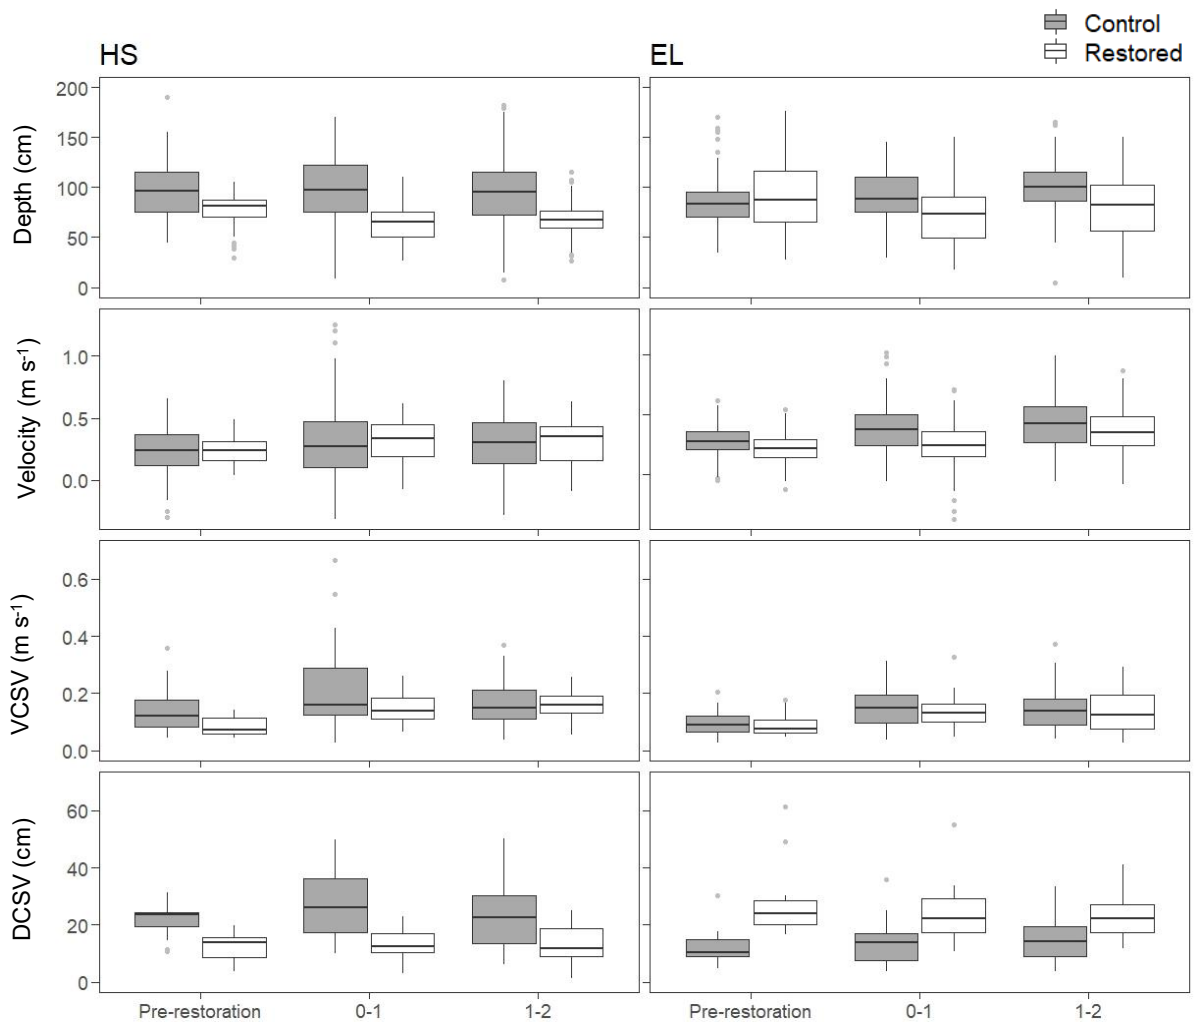 Control
HS
EL
Restored
Depth (cm)
200
150
100
50
0
Velocity (m s-1)
1.0
0.5
0.0
VCSV (m s-1)
0.6
0.4
0.2
0.0
DCSV (cm)
60
40
20
0
Pre-restoration 0-1 1-2 Pre-restoration 0-1 1-2